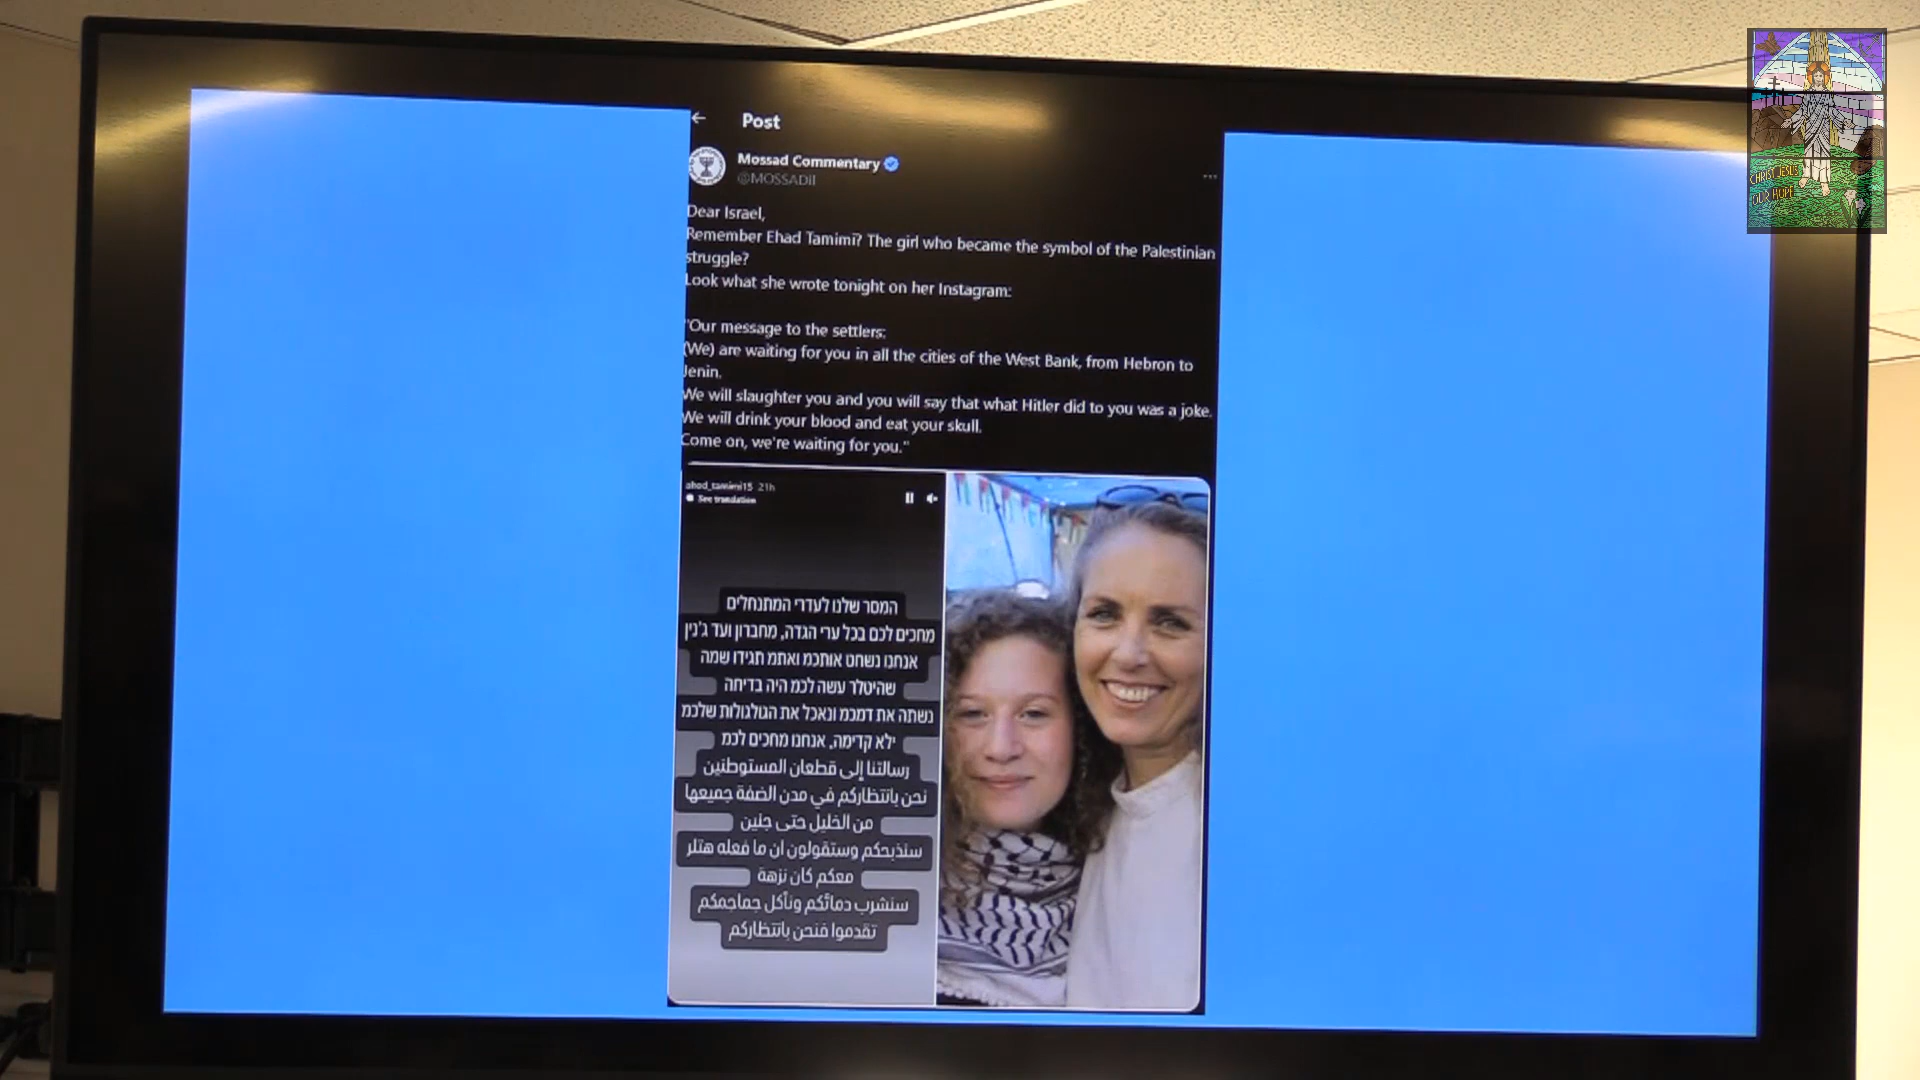 Post
Mossad Commentary
@MOSSADil
Dear Israel,
Remember Ehad Tamimi? The girl who became the symbol of the Palestinian
struggle?
Look what she wrote tonight on her Instagram:
"Our message to the settlers:
(We) are waiting for you in all the cities of the West Bank, from Hebron to
Jenin.
We will slaughter you and you will say that what Hitler did to you was a joke.
We will drink your blood and eat your skull.
Come on, we're waiting for you."
ahed_tamimi15 21h
See translation
המסר שלנו לעדרי המתנחלים
מחכים לכם בכל ערי הגדה, מחברון ועד ג'נין
אנחנו נשחט אותכמ ואתמ תגידו שמה
שהיטלר עשה לכמ היה בדיחה
נשתה את דמכמ ונאכל את הגולגולות שלכמ
ילא קדימה, אנחנו מחכים לכמ
رسالتنا إلى قطعان المستوطنين
نحن بانتظاركم في مدن الضفة جميعها
من الخليل حتى جنين
سنذبحكم وستقولون ان ما فعله هتلر
معكم كان نزهة
سنشرب دمائكم ونأكل جماجمكم
تقدموا فنحن بانتظاركم
CHRIST JESUS
OUR HOPE